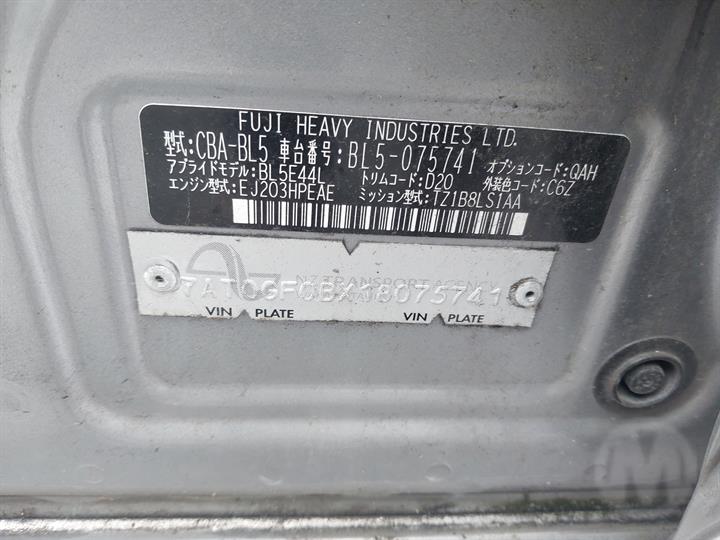 FUJI HEAVY INDUSTRIES LTD.
型式:CBA-BL5 車台番号:BL5-075741 オプションコード:QAH
アプライドモデル:BL5E44L トリムコード:D20 外装色コード:C6Z
エンジン型式:EJ203HPEAE ミッション型式:TZ1B8LS1AA
NZ TRANSPORT
7AT0GF0BX18075741
VIN PLATE VIN PLATE
M